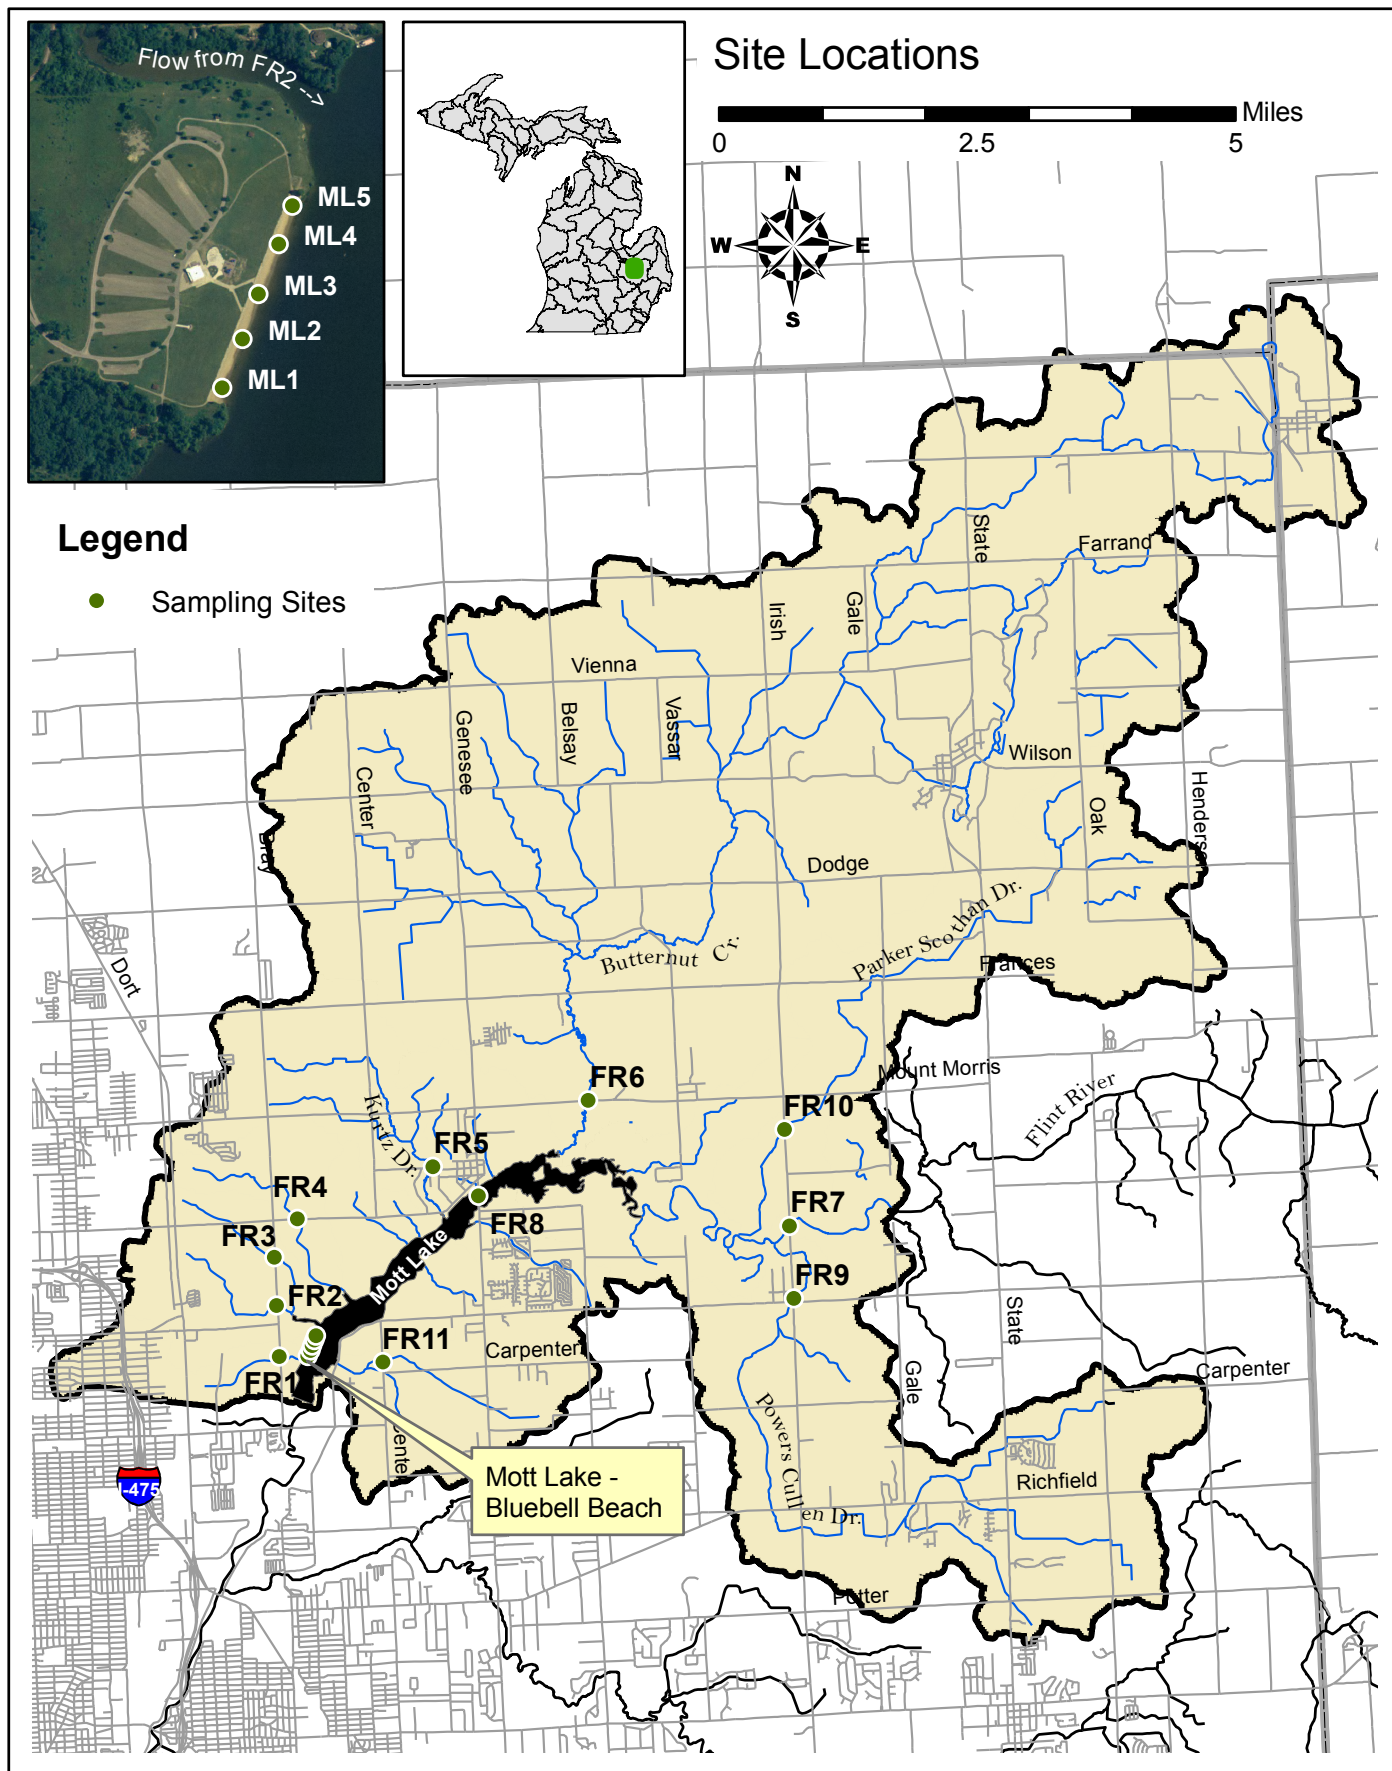 Site Locations
Miles
0 2.5 5
Flow from FR2 -->
ML5
ML4
ML3
ML2
ML1
N
W E
S
Legend
Sampling Sites
State
Farrand
Irish
Gale
Vienna
Genesee
Belsay
Vassar
Center
Wilson
Henderson
Oak
Bray
Dodge
Parker Scothan Dr.
Butternut Cr.
Frances
Dort
Mount Morris
Flint River
FR6
FR10
Kurtz Dr.
FR5
FR4
FR8
FR7
FR3
Mott Lake
FR9
FR2
FR11
Carpenter
State
Gale
Carpenter
FR1
Center
Powers Cullen Dr.
Mott Lake -
Bluebell Beach
Richfield
I-475
Potter